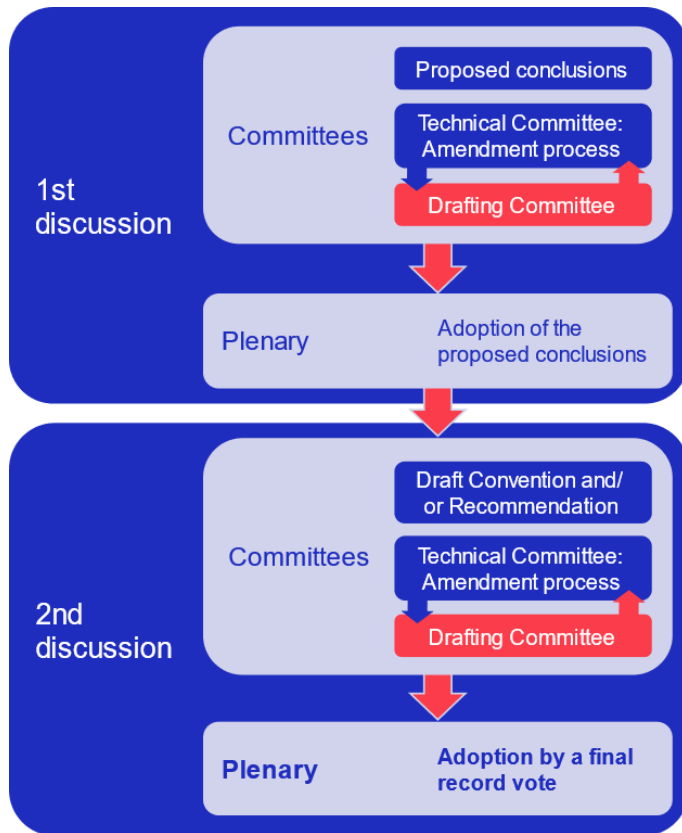 1st
discussion
Committees
Proposed conclusions
Technical Committee:
Amendment process
Drafting Committee
Plenary
Adoption of the
proposed conclusions
2nd
discussion
Committees
Draft Convention and/
or Recommendation
Technical Committee:
Amendment process
Drafting Committee
Plenary
Adoption by a final
record vote